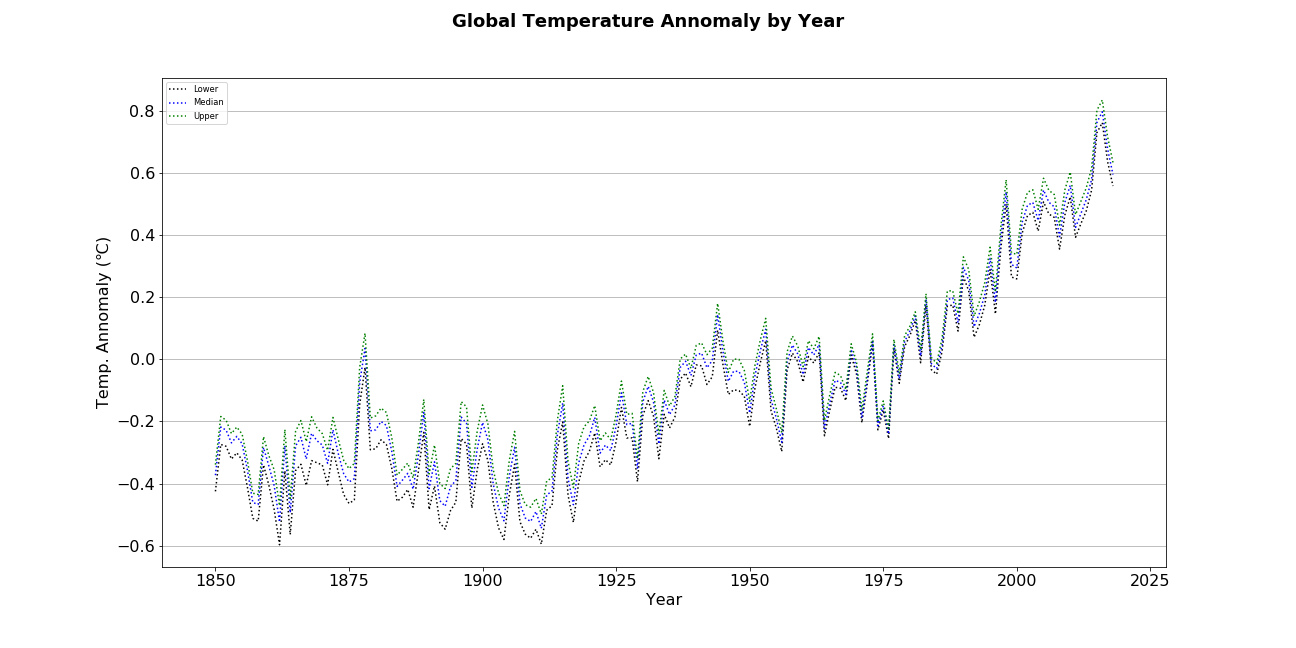 Global Temperature Annomaly by Year
Lower
Median
Upper
0.8
0.6
0.4
0.2
0.0
−0.2
−0.4
−0.6
Temp. Annomaly (°C)
1850 1875 1900 1925 1950 1975 2000 2025
Year